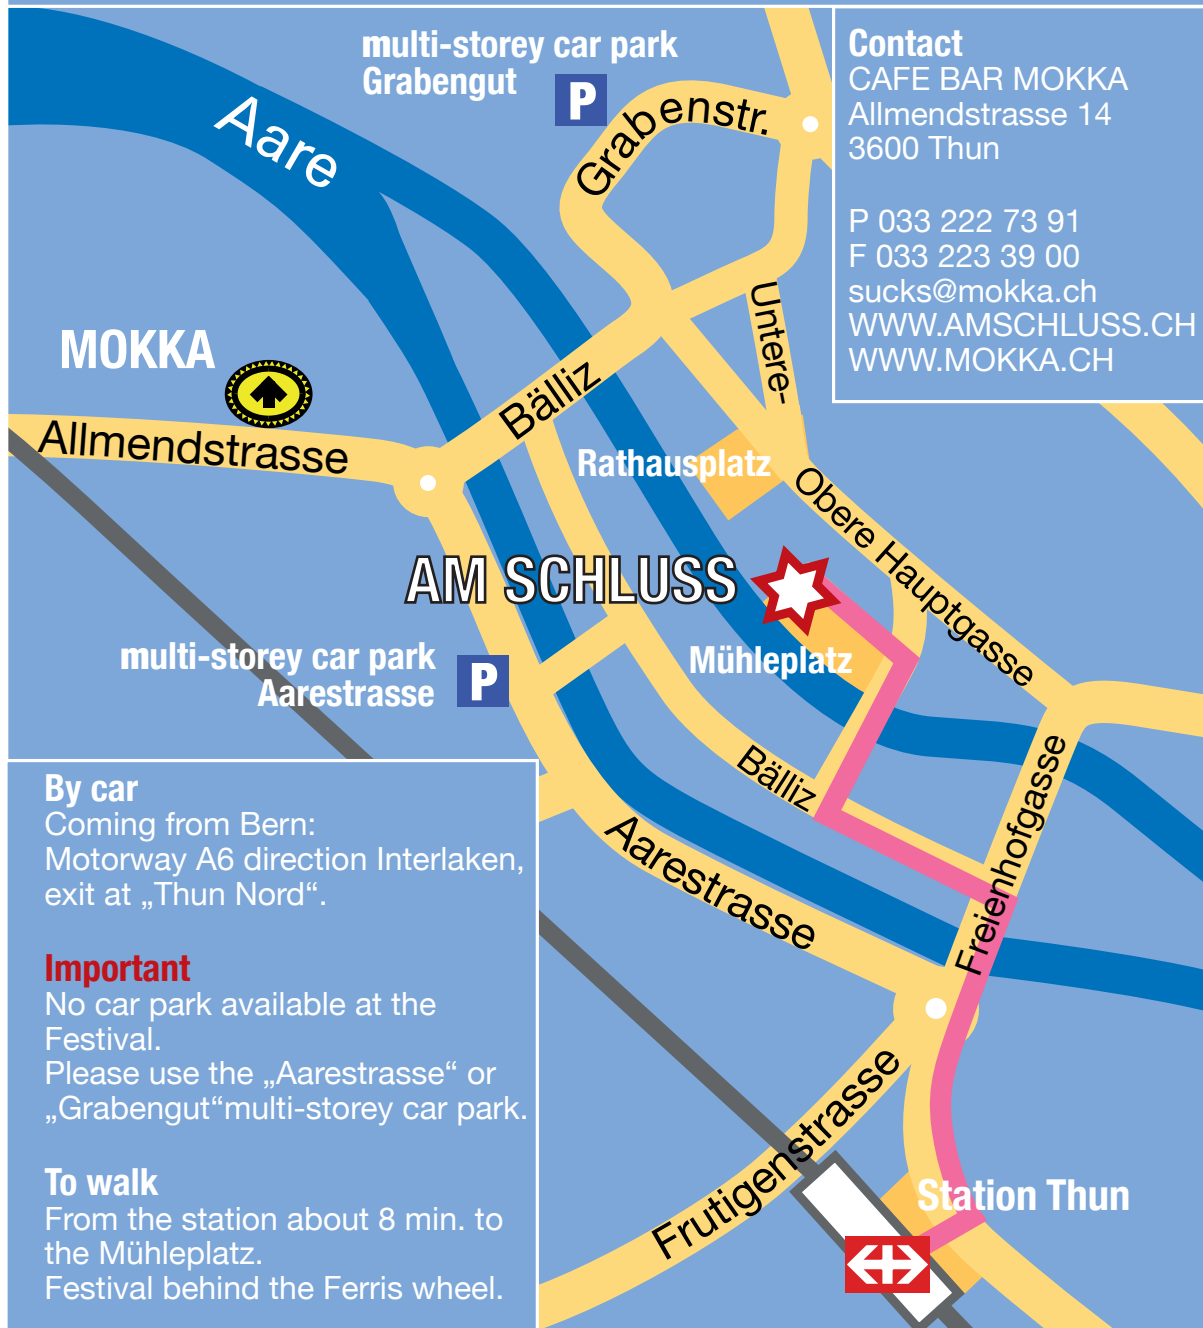 multi-storey car park
Grabengut
P
Contact
CAFE BAR MOKKA
Allmendstrasse 14
3600 Thun
P 033 222 73 91
F 033 223 39 00
sucks@mokka.ch
WWW.AMSCHLUSS.CH
WWW.MOKKA.CH
Aare
Grabenstr.
Untere-
MOKKA
Bälliz
Allmendstrasse
Rathausplatz
Obere Hauptgasse
AM SCHLUSS
Mühleplatz
multi-storey car park
Aarestrasse
P
Bälliz
Freienhofgasse
Aarestrasse
Frutigenstrasse
Station Thun
By car
Coming from Bern:
Motorway A6 direction Interlaken,
exit at „Thun Nord“.
Important
No car park available at the
Festival.
Please use the „Aarestrasse“ or
„Grabengut“multi-storey car park.
To walk
From the station about 8 min. to
the Mühleplatz.
Festival behind the Ferris wheel.